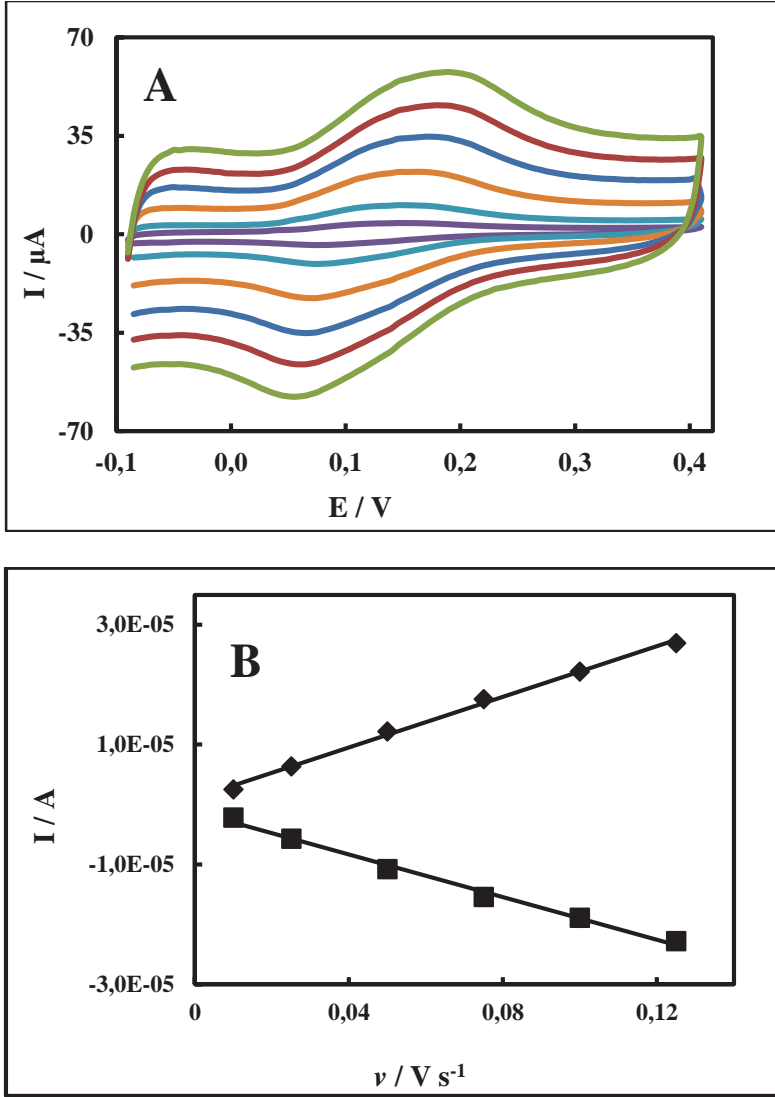 70
A
35
0
-35
-70
I / µA
-0,1 0,0 0,1 0,2 0,3 0,4
E / V
3,0E-05
B
1,0E-05
-1,0E-05
-3,0E-05
I / A
0 0,04 0,08 0,12
ν / V s⁻¹